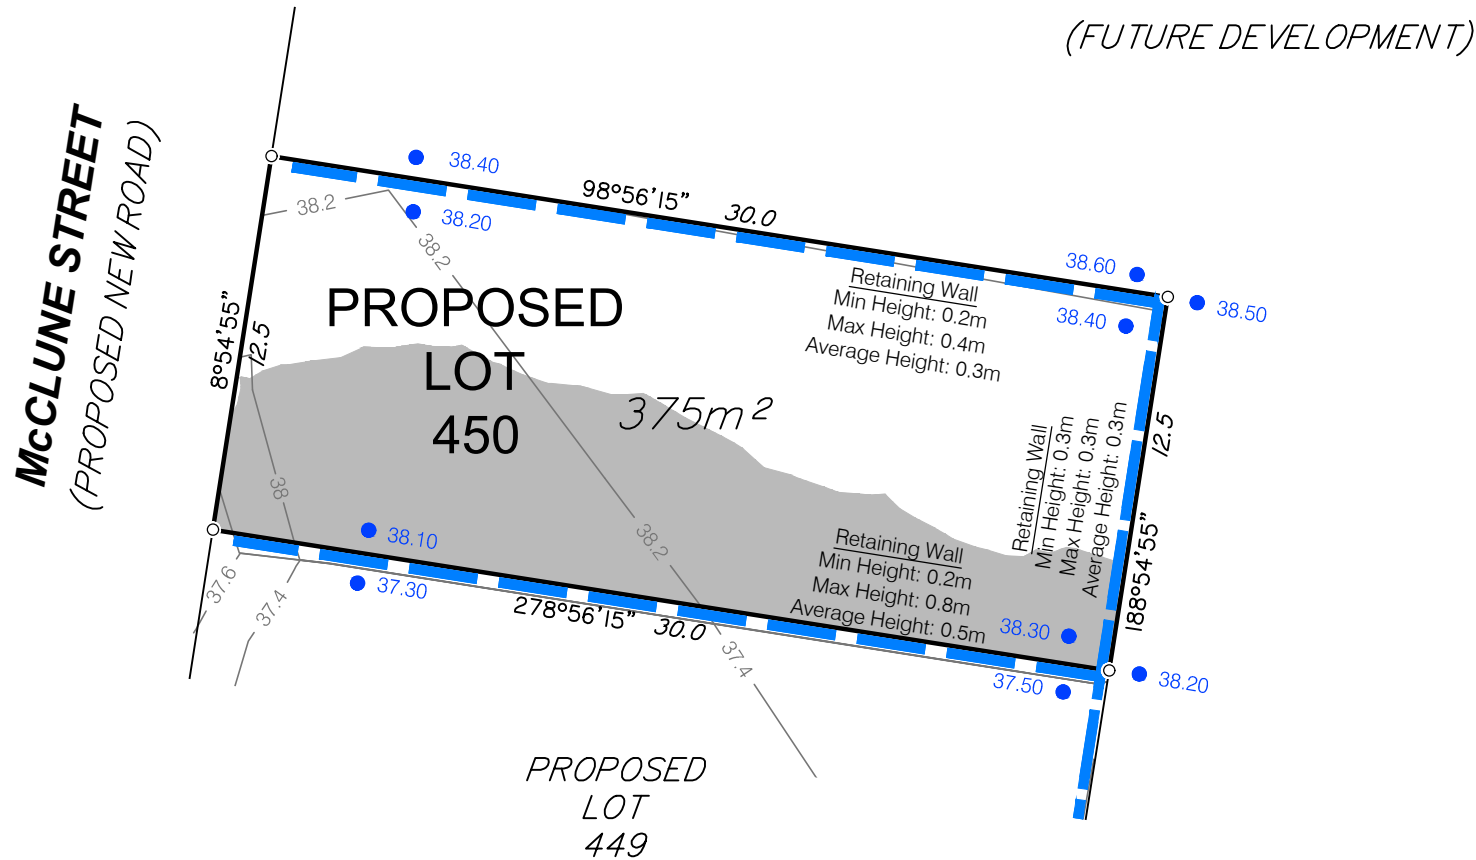 (FUTURE DEVELOPMENT)
McCLUNE STREET
(PROPOSED NEW ROAD)
38.40
98°56'15" 30.0
38.2
38.20
38.2
38.60
38.50
38.40
Retaining Wall
Min Height: 0.2m
Max Height: 0.4m
Average Height: 0.3m
PROPOSED
LOT
450
375m²
8°54'55"
12.5
12.5
188°54'55"
Retaining Wall
Min Height: 0.3m
Max Height: 0.3m
Average Height: 0.3m
38
38.10
38.2
Retaining Wall
Min Height: 0.2m
Max Height: 0.8m
Average Height: 0.5m
38.30
37.6
37.4
37.30
278°56'15" 30.0
37.4
37.50
38.20
PROPOSED
LOT
449